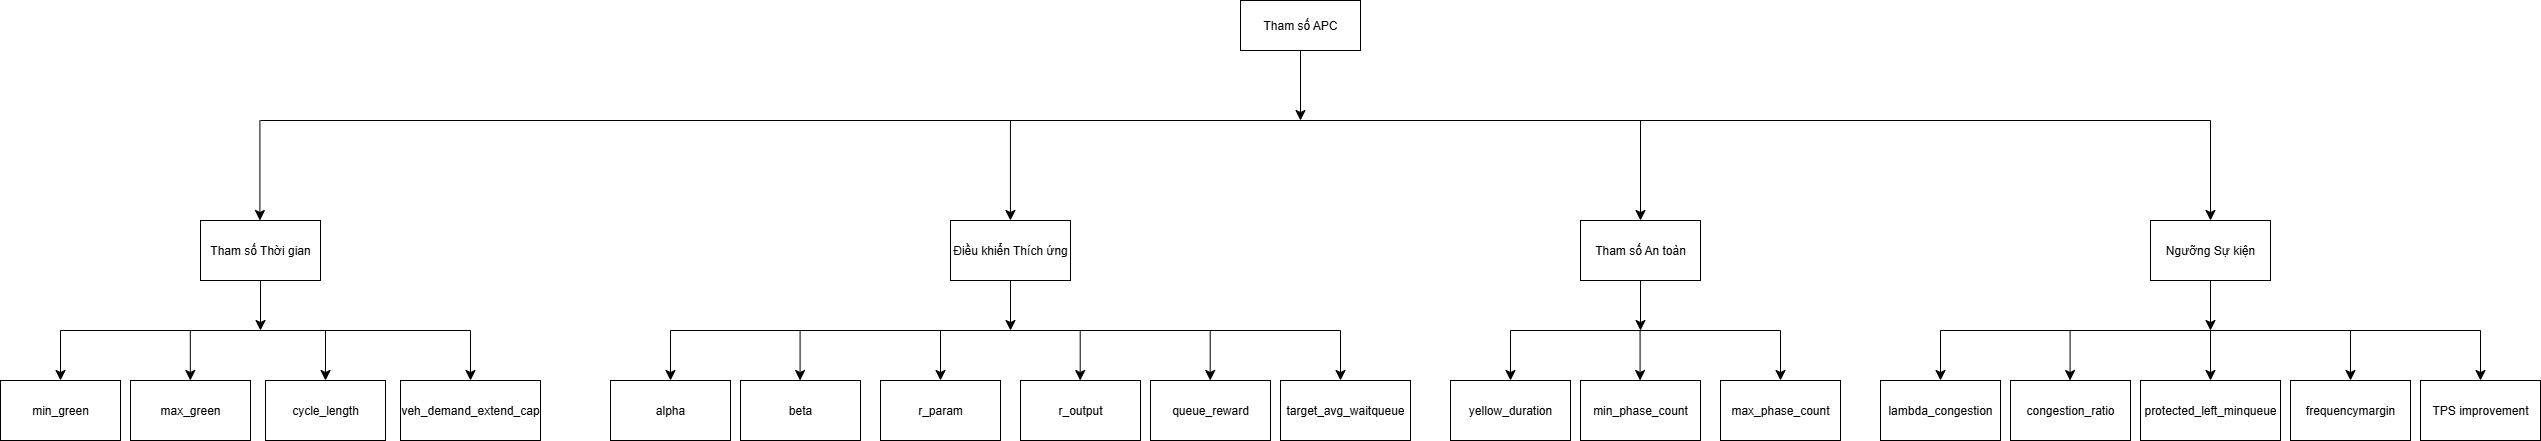 Tham số APC
Tham số Thời gian
Điều khiển Thích ứng
Tham số An toàn
Ngưỡng Sự kiện
min_green
max_green
cycle_length
veh_demand_extend_cap
alpha
beta
r_param
r_output
queue_reward
target_avg_waitqueue
yellow_duration
min_phase_count
max_phase_count
lambda_congestion
congestion_ratio
protected_left_minqueue
frequencymargin
TPS improvement